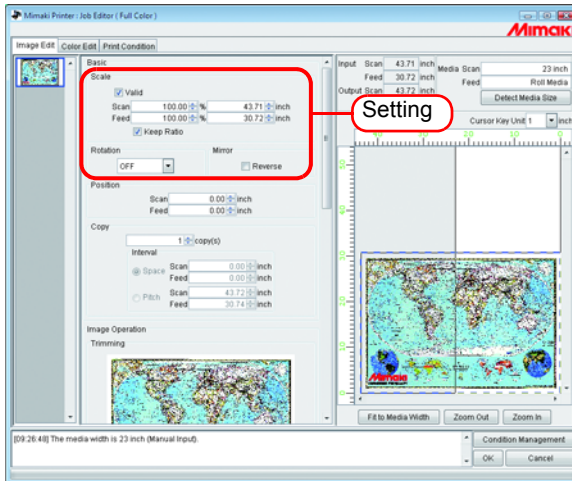 Mimaki Printer : Job Editor ( Full Color )
Mimaki
Image Edit Color Edit Print Condition
Basic
Scale
Valid
Scan 100.00 % 43.71 inch
Feed 100.00 % 30.72 inch
Keep Ratio
Rotation Mirror
OFF Reverse
Position
Scan 0.00 inch
Feed 0.00 inch
Copy
1 copy(s)
Interval
Space Scan 0.00 inch
Feed 0.00 inch
Pitch Scan 43.72 inch
Feed 30.74 inch
Image Operation
Trimming
Setting
Input Scan 43.71 inch
Feed 30.72 inch
Output Scan 43.72 inch
Media Scan 23 inch
Feed Roll Media
Detect Media Size
Cursor Key Unit 1 inch
20 10 0
Mimaki
Fit to Media Width Zoom Out Zoom In
[09:26:48] The media width is 23 inch (Manual Input).
Condition Management
OK Cancel